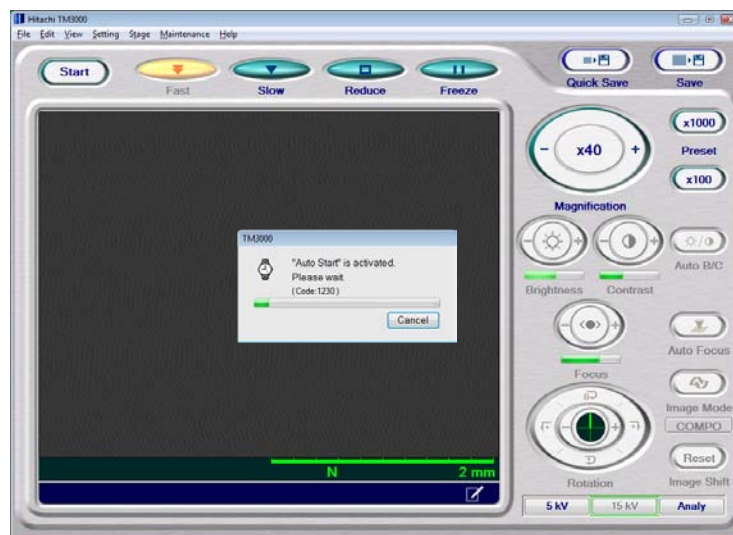 Hitachi TM3000
File Edit View Setting Stage Maintenance Help
Start
Fast
Slow
Reduce
Freeze
Quick Save
Save
- x40 +
Magnification
x1000
Preset
x100
Brightness
Contrast
Auto B/C
TM3000
"Auto Start" is activated.
Please wait.
(Code:1230)
Cancel
Focus
Auto Focus
Image Mode
COMPO
Reset
Image Shift
Rotation
N
2 mm
5 kV
15 kV
Analy